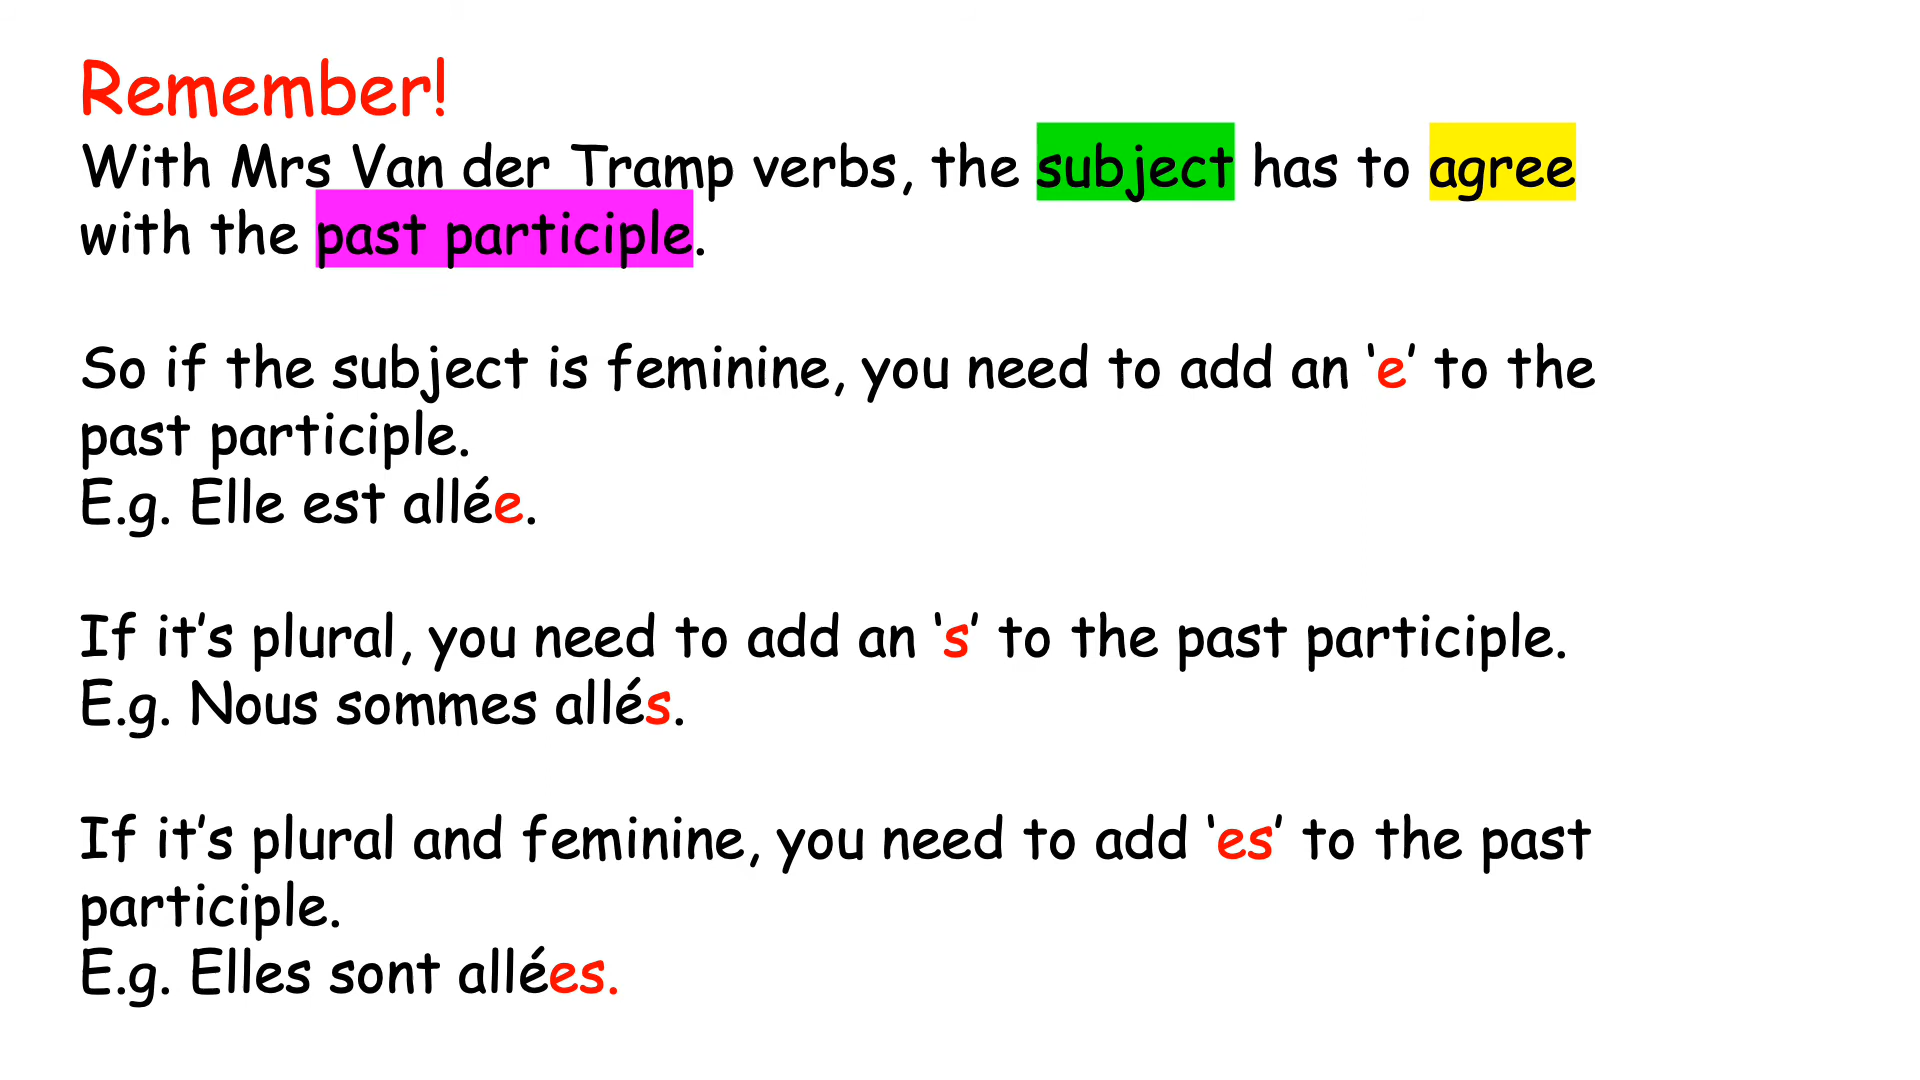 Remember!
With Mrs Van der Tramp verbs, the subject has to agree
with the past participle.
So if the subject is feminine, you need to add an ‘e’ to the
past participle.
E.g. Elle est allée.
If it’s plural, you need to add an ‘s’ to the past participle.
E.g. Nous sommes allés.
If it’s plural and feminine, you need to add ‘es’ to the past
participle.
E.g. Elles sont allées.